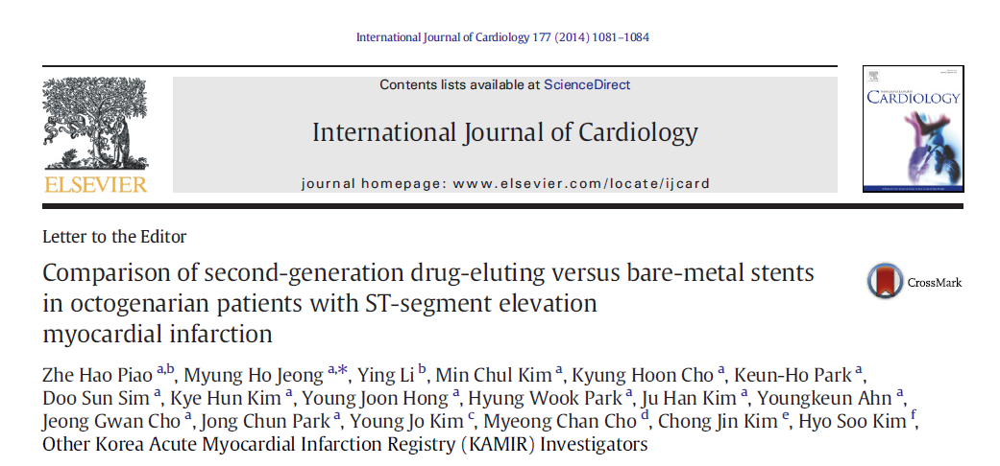 International Journal of Cardiology 177 (2014) 1081–1084
Contents lists available at ScienceDirect
International Journal of Cardiology
journal homepage: www.elsevier.com/locate/ijcard
ELSEVIER
CARDIOLOGY
Letter to the Editor
Comparison of second-generation drug-eluting versus bare-metal stents
in octogenarian patients with ST-segment elevation
myocardial infarction
CrossMark
Zhe Hao Piao a,b, Myung Ho Jeong a,*, Ying Li b, Min Chul Kim a, Kyung Hoon Cho a, Keun-Ho Park a,
Doo Sun Sim a, Kye Hun Kim a, Young Joon Hong a, Hyung Wook Park a, Ju Han Kim a, Youngkeun Ahn a,
Jeong Gwan Cho a, Jong Chun Park a, Young Jo Kim c, Myeong Chan Cho d, Chong Jin Kim e, Hyo Soo Kim f,
Other Korea Acute Myocardial Infarction Registry (KAMIR) Investigators